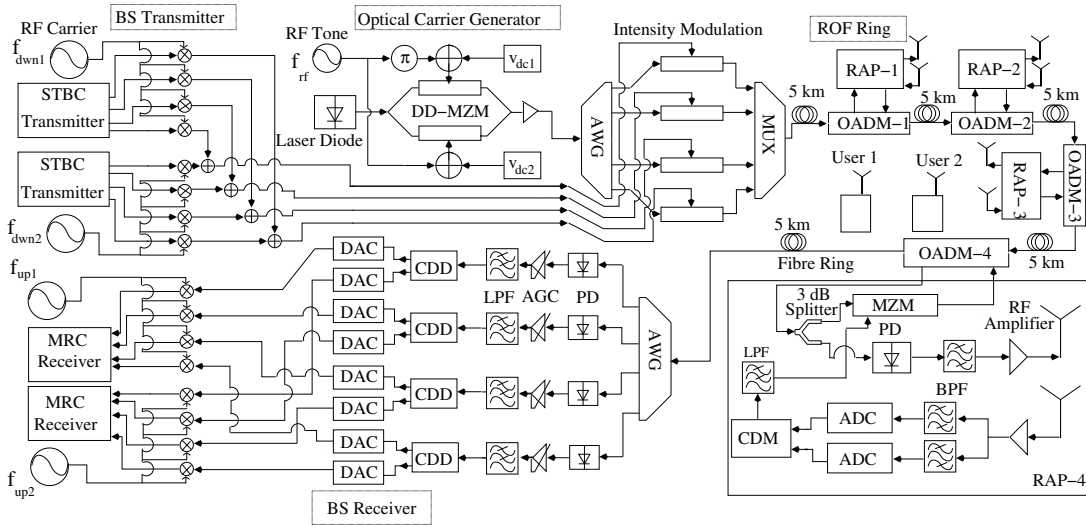 BS Transmitter
Optical Carrier Generator
RF Carrier
f dwn1
STBC
Transmitter
STBC
Transmitter
f dwn2
RF Tone
f rf
π
v dc1
DD−MZM
Laser Diode
v dc2
AWG
Intensity Modulation
MUX
5 km
ROF Ring
RAP−1
OADM−1
5 km
RAP−2
OADM−2
5 km
User 1
User 2
RAP−3
OADM−3
5 km
OADM−4
5 km
Fibre Ring
f up1
MRC
Receiver
MRC
Receiver
f up2
DAC
DAC
DAC
DAC
DAC
DAC
DAC
DAC
CDD
CDD
CDD
CDD
LPF
AGC
PD
AWG
BS Receiver
3 dB
Splitter
MZM
PD
RF
Amplifier
LPF
BPF
CDM
ADC
ADC
RAP−4